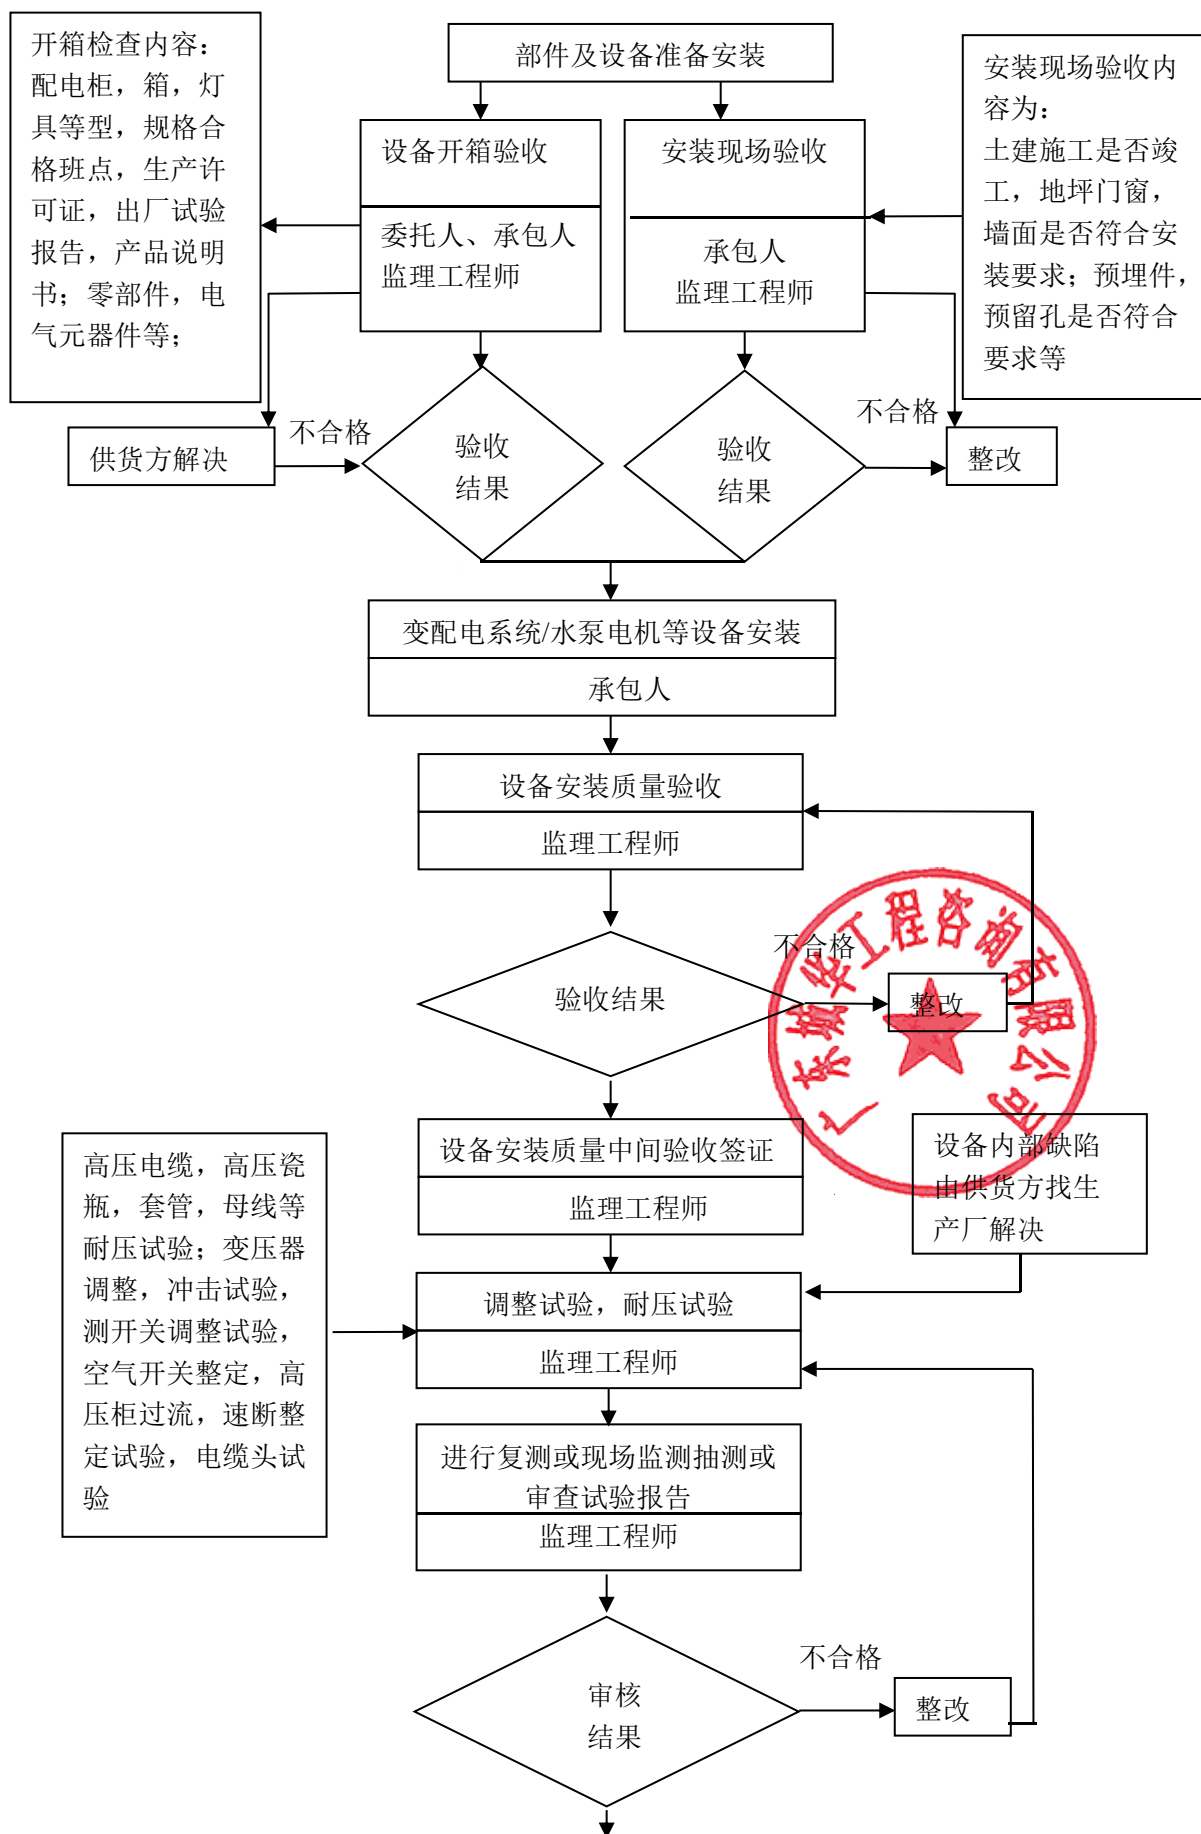 部件及设备准备安装
开箱检查内容：
配电柜，箱，灯
具等型，规格合
格班点，生产许
可证，出厂试验
报告，产品说明
书；零部件，电
气元器件等；
设备开箱验收
委托人、承包人
监理工程师
安装现场验收
承包人
监理工程师
安装现场验收内
容为：
土建施工是否竣
工，地坪门窗，
墙面是否符合安
装要求；预埋件，
预留孔是否符合
要求等
供货方解决
不合格
验收
结果
验收
结果
不合格
整改
变配电系统/水泵电机等设备安装
承包人
设备安装质量验收
监理工程师
验收结果
不合格
整改
广东城华工程咨询有限公司
设备安装质量中间验收签证
监理工程师
设备内部缺陷
由供货方找生
产厂解决
高压电缆，高压瓷
瓶，套管，母线等
耐压试验；变压器
调整，冲击试验，
测开关调整试验，
空气开关整定，高
压柜过流，速断整
定试验，电缆头试
验
调整试验，耐压试验
监理工程师
进行复测或现场监测抽测或
审查试验报告
监理工程师
审核
结果
不合格
整改